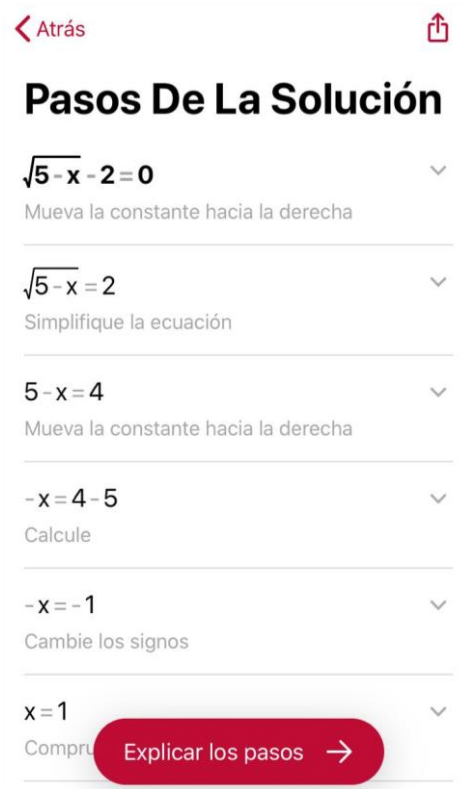 Atrás
Pasos De La Solución
√5-x - 2 = 0
Mueva la constante hacia la derecha
√5-x = 2
Simplifique la ecuación
5-x=4
Mueva la constante hacia la derecha
-x=4-5
Calcule
-x=-1
Cambie los signos
x=1
Explicar los pasos →